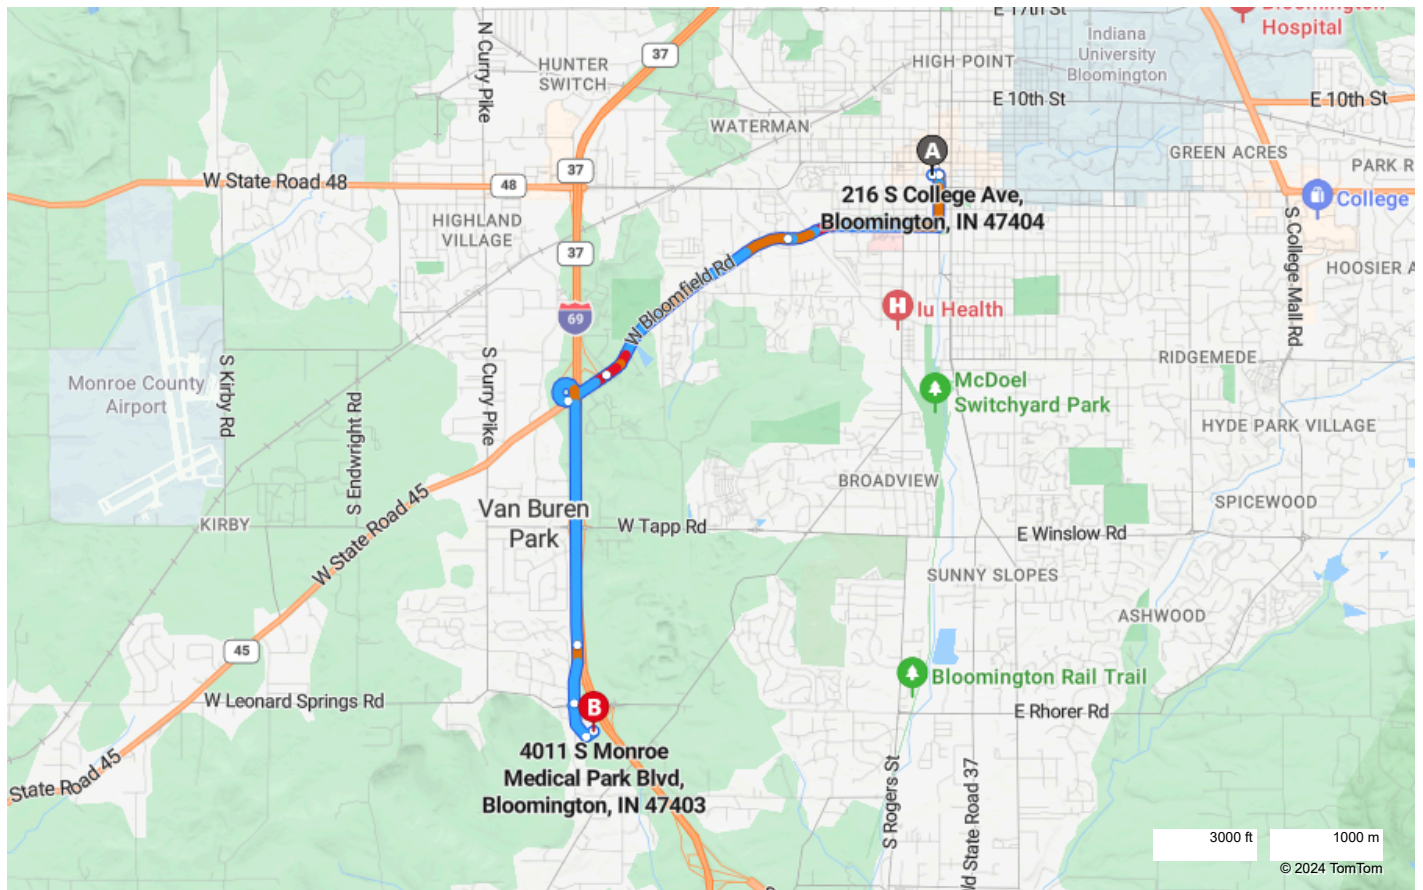 E 17th St
Bloomington
Hospital
Indiana
University
Bloomington
N Curry Pike
37
HUNTER
SWITCH
HIGH POINT
E 10th St
E 10th St
WATERMAN
GREEN ACRES
PARK R
A
37
W State Road 48
48
216 S College Ave,
Bloomington, IN 47404
College
S College Mall Rd
HIGHLAND
VILLAGE
37
HOOSIER A
W Bloomfield Rd
69
H
Iu Health
RIDGEMEDE
Monroe County
Airport
S Kirby Rd
S Endwright Rd
S Curry Pike
McDoel
Switchyard Park
HYDE PARK VILLAGE
BROADVIEW
SPICEWOOD
Van Buren
Park
KIRBY
W State Road 45
W Tapp Rd
E Winslow Rd
SUNNY SLOPES
ASHWOOD
45
Bloomington Rail Trail
W Leonard Springs Rd
B
E Rhorer Rd
4011 S Monroe
Medical Park Blvd,
Bloomington, IN 47403
State Road 45
S Rogers St
ld State Road 37
3000 ft
1000 m
© 2024 TomTom